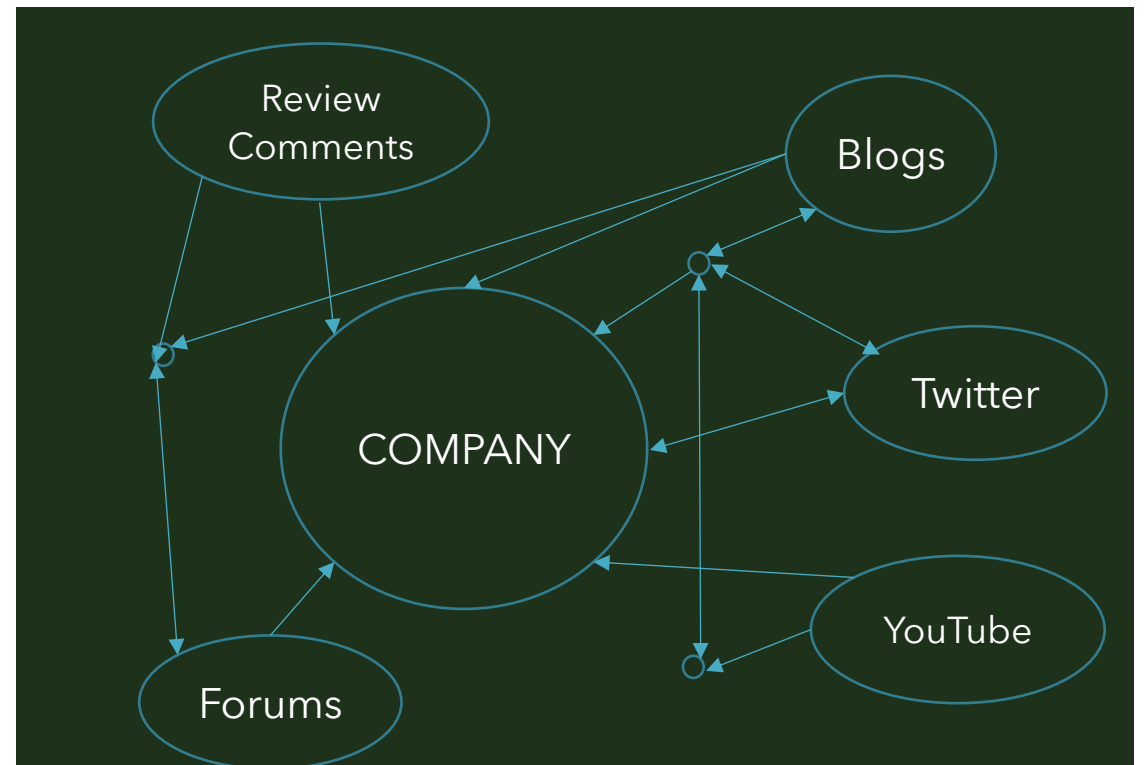 Review
Comments
Blogs
Twitter
COMPANY
YouTube
Forums